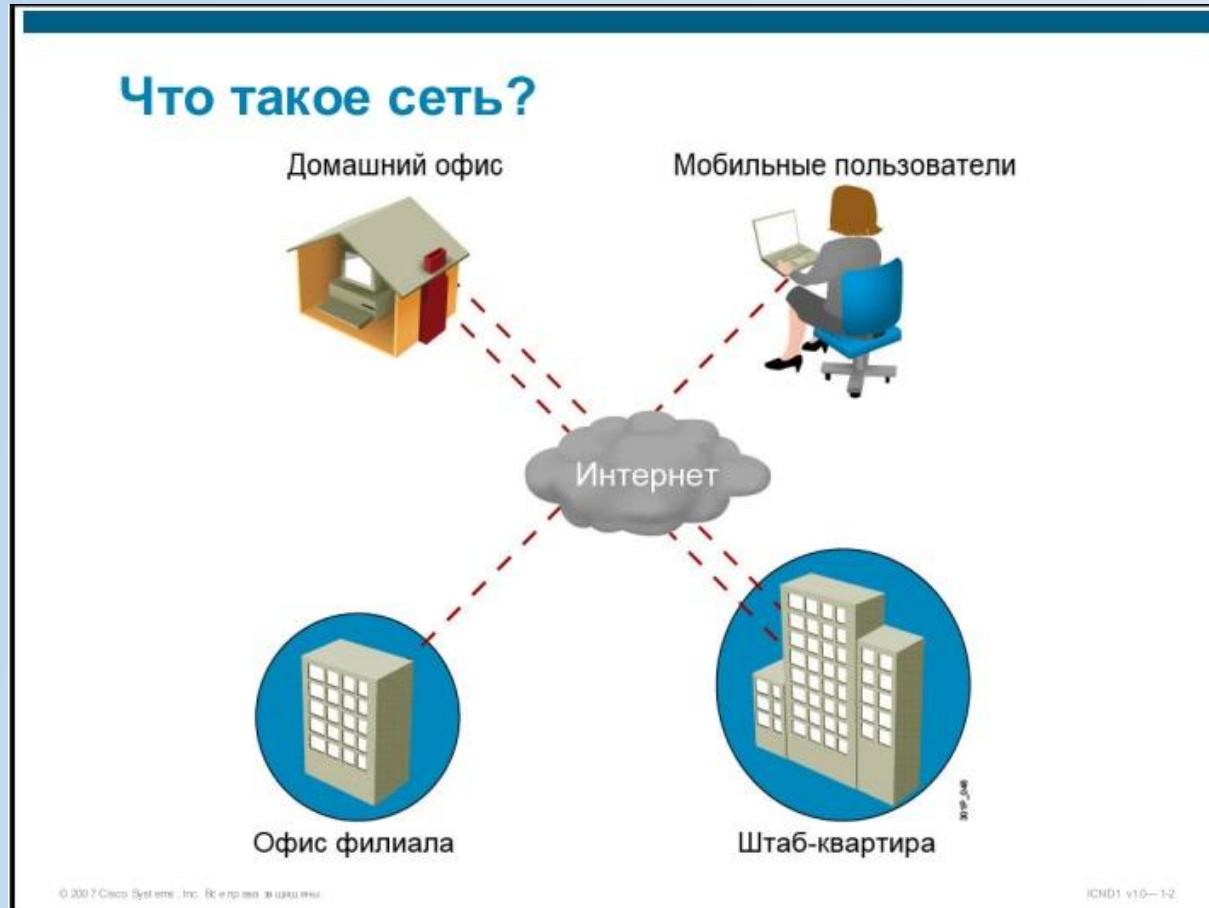 Что такое сеть?
Домашний офис
Мобильные пользователи
Интернет
Офис филиала
Штаб-квартира
© 2007 Cisco Systems, Inc. Все права защищены.
ICND1 v1.0—1-2